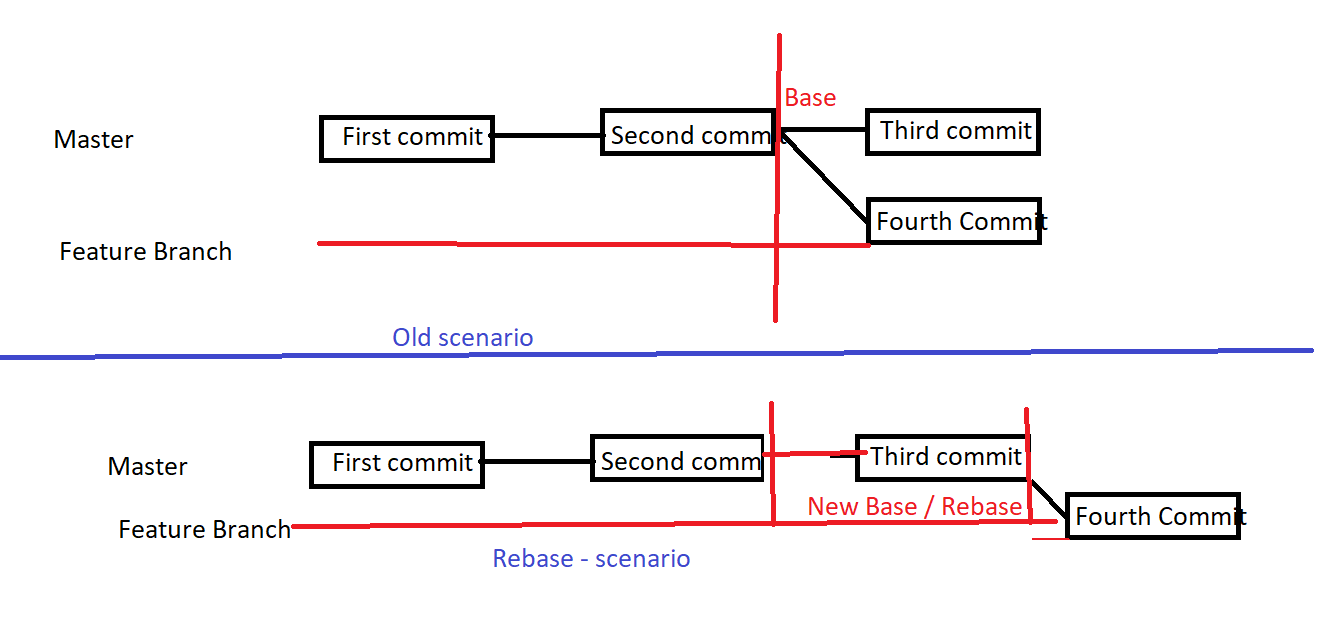 Base
Master
First commit
Second commit
Third commit
Fourth Commit
Feature Branch
Old scenario
Master
First commit
Second comm
Third commit
New Base / Rebase
Feature Branch
Fourth Commit
Rebase - scenario